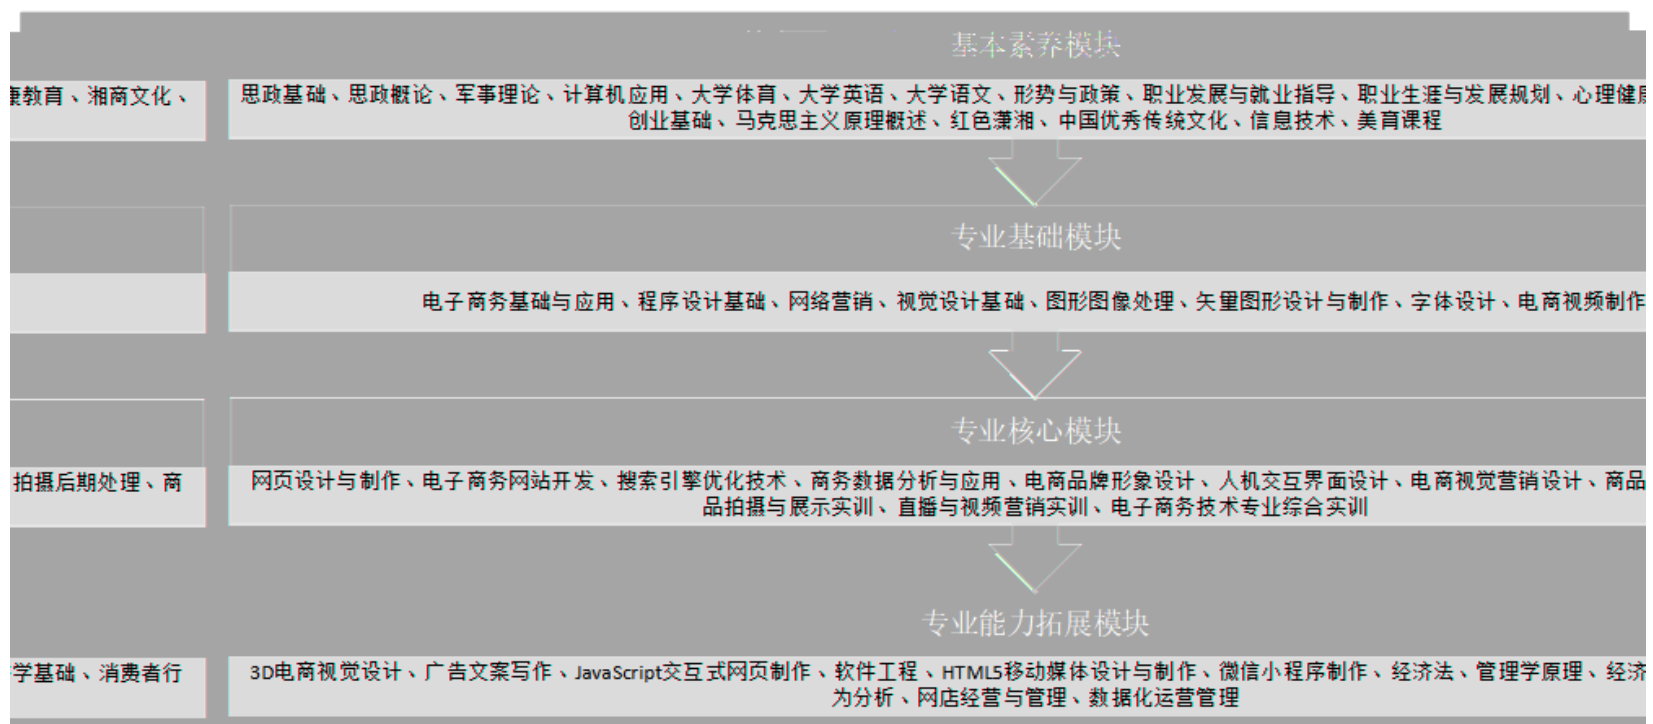 基本素养模块
思政基础、思政概论、军事理论、计算机应用、大学体育、大学英语、大学语文、形势与政策、职业发展与就业指导、职业生涯与发展规划、心理健
康教育、湘商文化、
创业基础、马克思主义原理概述、红色潇湘、中国优秀传统文化、信息技术、美育课程
专业基础模块
电子商务基础与应用、程序设计基础、网络营销、视觉设计基础、图形图像处理、矢量图形设计与制作、字体设计、电商视频制作
专业核心模块
网页设计与制作、电子商务网站开发、搜索引擎优化技术、商务数据分析与应用、电商品牌形象设计、人机交互界面设计、电商视觉营销设计、商品
拍摄后期处理、商
品拍摄与展示实训、直播与视频营销实训、电子商务技术专业综合实训
专业能力拓展模块
3D电商视觉设计、广告文案写作、JavaScript交互式网页制作、软件工程、HTML5移动媒体设计与制作、微信小程序制作、经济法、管理学原理、经济
学基础、消费者行
为分析、网店经营与管理、数据化运营管理